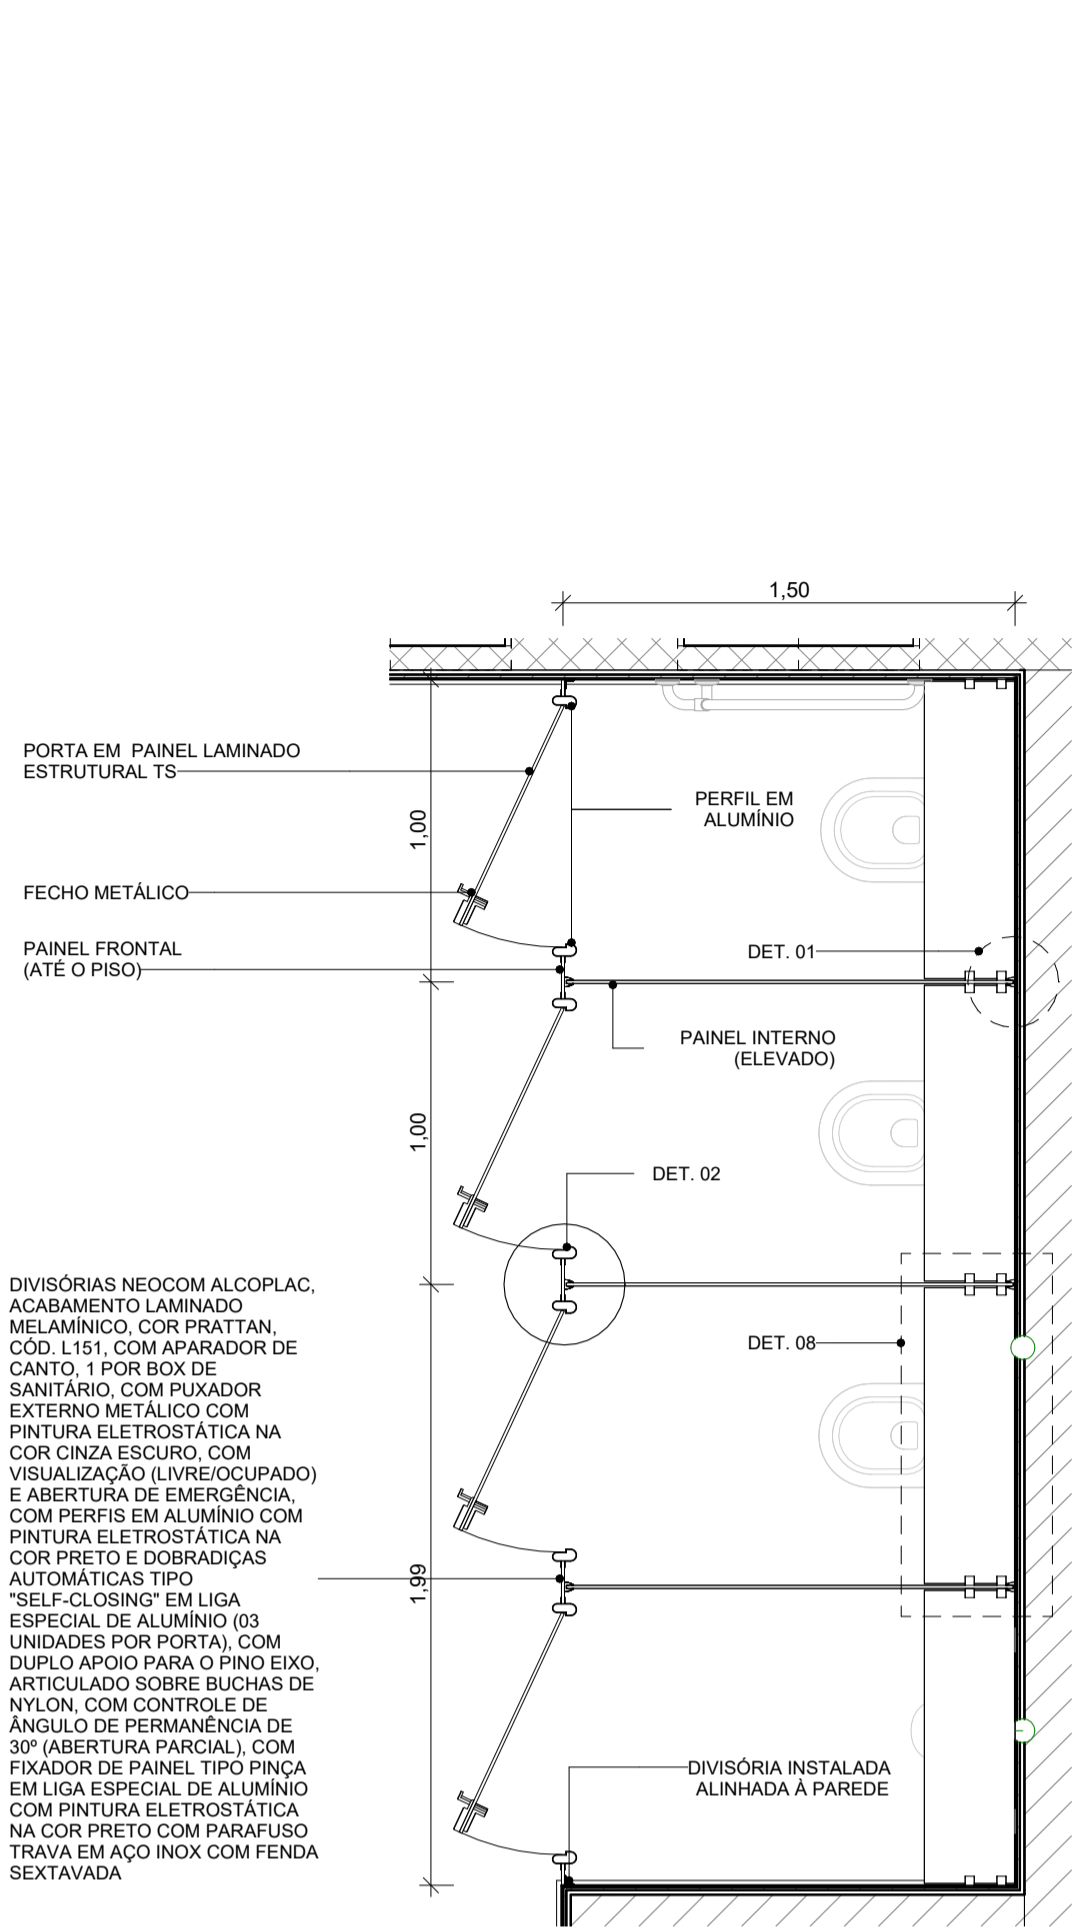 1,50
PORTA EM PAINEL LAMINADO
ESTRUTURAL TS
PERFIL EM
ALUMÍNIO
1,00
FECHO METÁLICO
PAINEL FRONTAL
(ATÉ O PISO)
DET. 01
PAINEL INTERNO
(ELEVADO)
1,00
DET. 02
DIVISÓRIAS NEOCOM ALCOPLAC,
ACABAMENTO LAMINADO
MELAMÍNICO, COR PRATTAN,
CÓD. L151, COM APARADOR DE
CANTO, 1 POR BOX DE
SANITÁRIO, COM PUXADOR
EXTERNO METÁLICO COM
PINTURA ELETROSTÁTICA NA
COR CINZA ESCURO, COM
VISUALIZAÇÃO (LIVRE/OCUPADO)
E ABERTURA DE EMERGÊNCIA,
COM PERFIS EM ALUMÍNIO COM
PINTURA ELETROSTÁTICA NA
COR PRETO E DOBRADIÇAS
AUTOMÁTICAS TIPO
"SELF-CLOSING" EM LIGA
ESPECIAL DE ALUMÍNIO (03
UNIDADES POR PORTA), COM
DUPLO APOIO PARA O PINO EIXO,
ARTICULADO SOBRE BUCHAS DE
NYLON, COM CONTROLE DE
ÂNGULO DE PERMANÊNCIA DE
30º (ABERTURA PARCIAL), COM
FIXADOR DE PAINEL TIPO PINÇA
EM LIGA ESPECIAL DE ALUMÍNIO
COM PINTURA ELETROSTÁTICA
NA COR PRETO COM PARAFUSO
TRAVA EM AÇO INOX COM FENDA
SEXTAVADA
DET. 08
1,99
DIVISÓRIA INSTALADA
ALINHADA À PAREDE